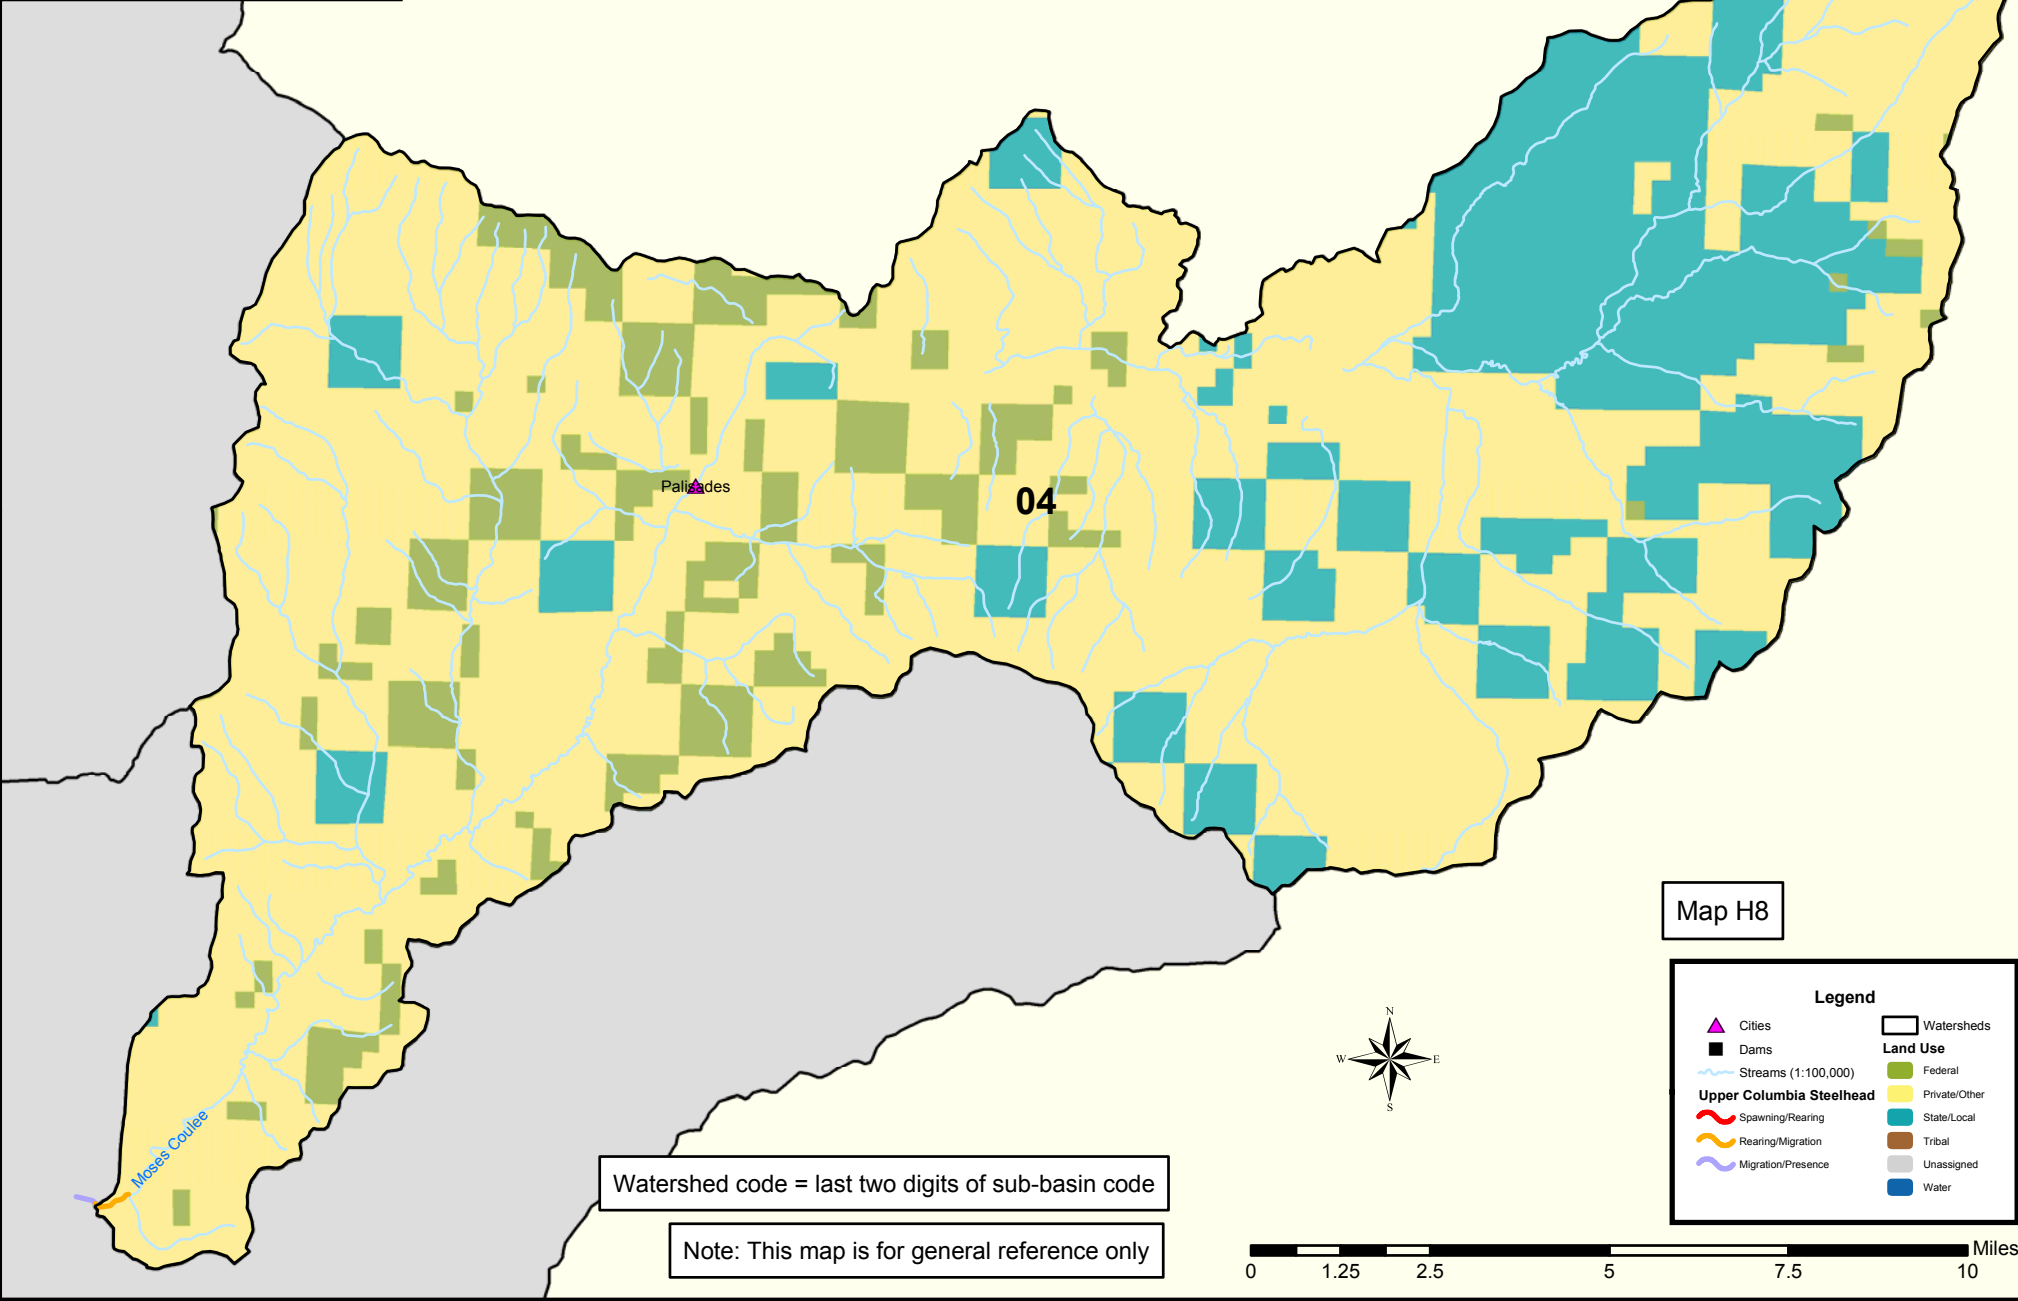 Palisades
04
Moses Coulee
Map H8
N
W
E
S
Legend
Cities
Dams
Streams (1:100,000)
Upper Columbia Steelhead
Spawning/Rearing
Rearing/Migration
Migration/Presence
Watersheds
Land Use
Federal
Private/Other
State/Local
Tribal
Unassigned
Water
Watershed code = last two digits of sub-basin code
Note: This map is for general reference only
Miles
0 1.25 2.5 5 7.5 10